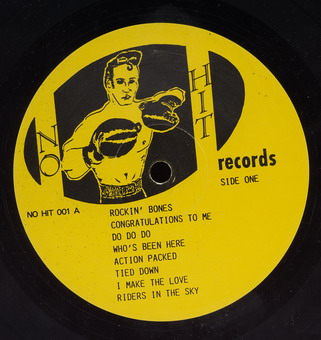 NO
HIT
records
SIDE ONE
NO HIT 001 A
ROCKIN' BONES
CONGRATULATIONS TO ME
DO DO DO
WHO'S BEEN HERE
ACTION PACKED
TIED DOWN
I MAKE THE LOVE
RIDERS IN THE SKY